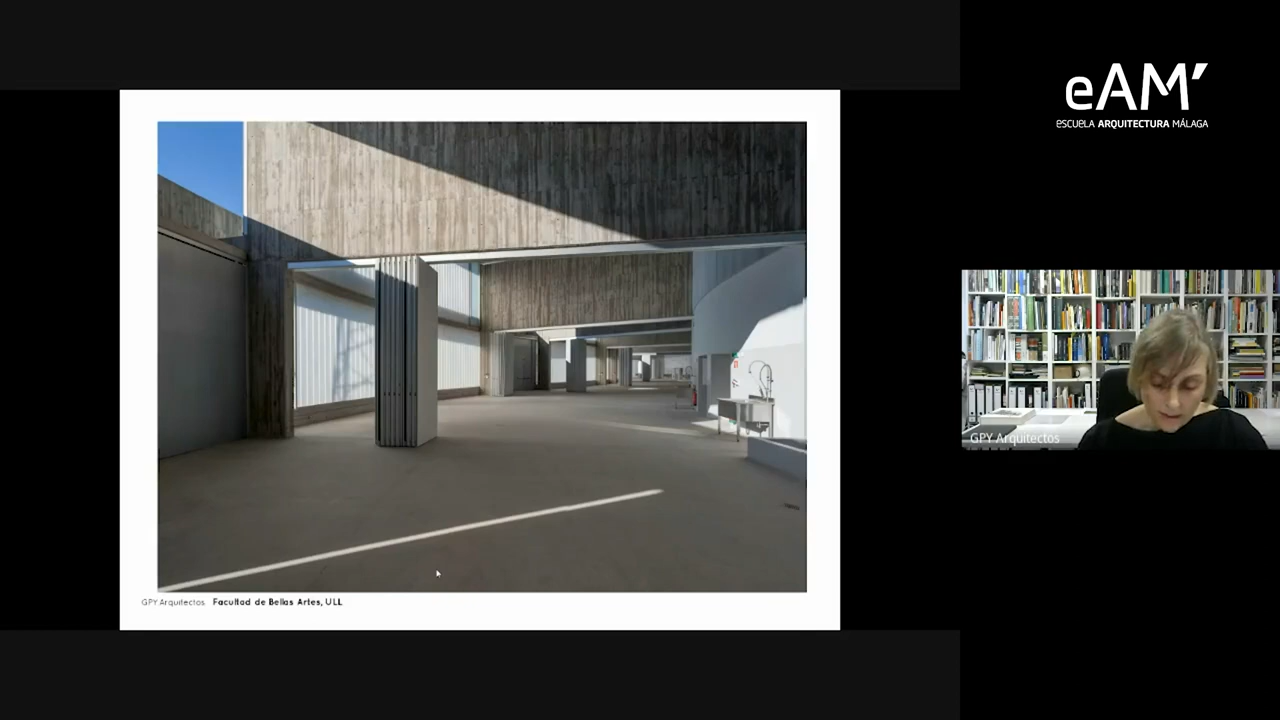 eAM'
ESCUELA ARQUITECTURA MÁLAGA
GPY Arquitectos
GPY Arquitectos Facultad de Bellas Artes, ULL